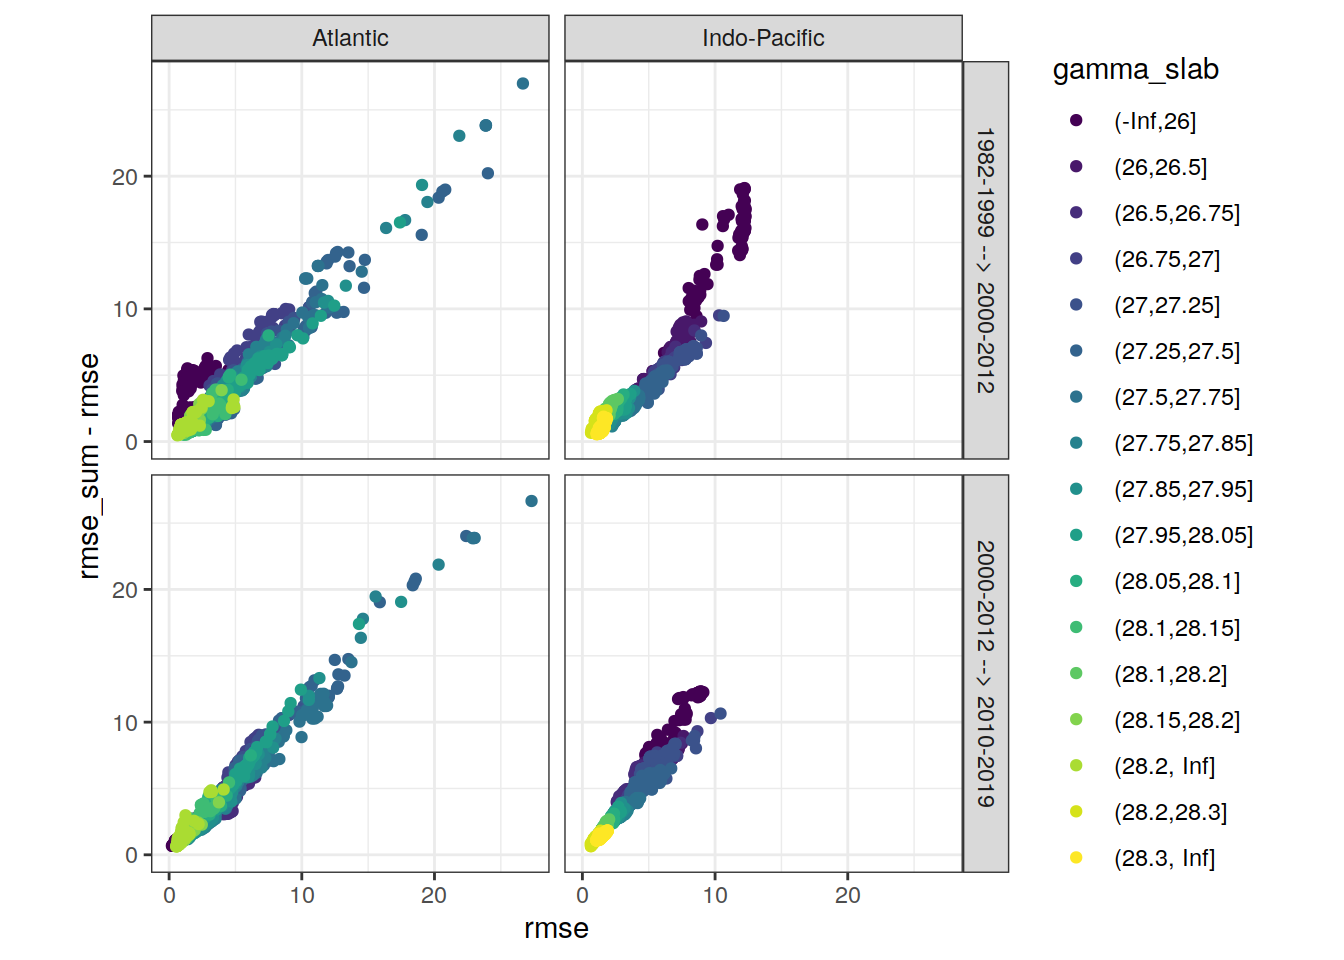 Atlantic
Indo-Pacific
1982-1999 --> 2000-2012
2000-2012 --> 2010-2019
20
10
0
20
10
0
0
10
20
0
10
20
rmse_sum - rmse
rmse
gamma_slab
(-Inf,26]
(26,26.5]
(26.5,26.75]
(26.75,27]
(27,27.25]
(27.25,27.5]
(27.5,27.75]
(27.75,27.85]
(27.85,27.95]
(27.95,28.05]
(28.05,28.1]
(28.1,28.15]
(28.1,28.2]
(28.15,28.2]
(28.2, Inf]
(28.2,28.3]
(28.3, Inf]